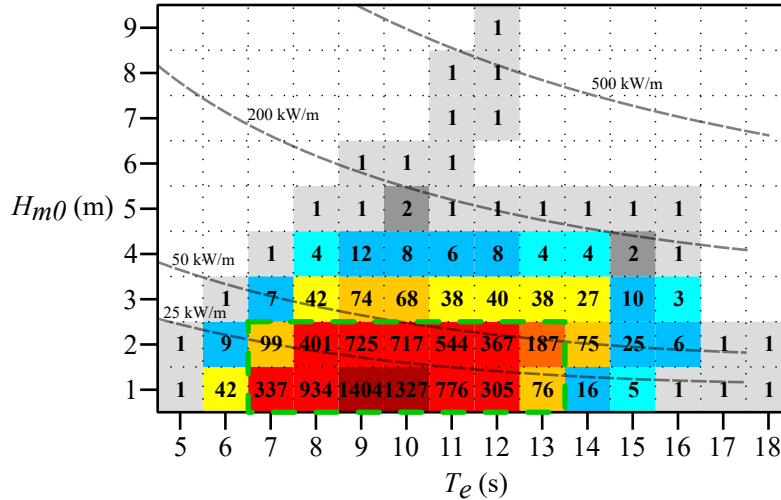 9 1
8 1 1 500 kW/m
200 kW/m
7 1 1
6 1 1 1
H_{m0} (m) 5 1 1 2 1 1 1 1 1 1
4 1 4 12 8 6 8 4 4 2 1
50 kW/m
3 1 7 42 74 68 38 40 38 27 10 3
25 kW/m
2 1 9 99 401 725 717 544 367 187 75 25 6 1 1
1 1 42 337 934 1404 1327 776 305 76 16 5 1 1 1
5 6 7 8 9 10 11 12 13 14 15 16 17 18
T_e (s)